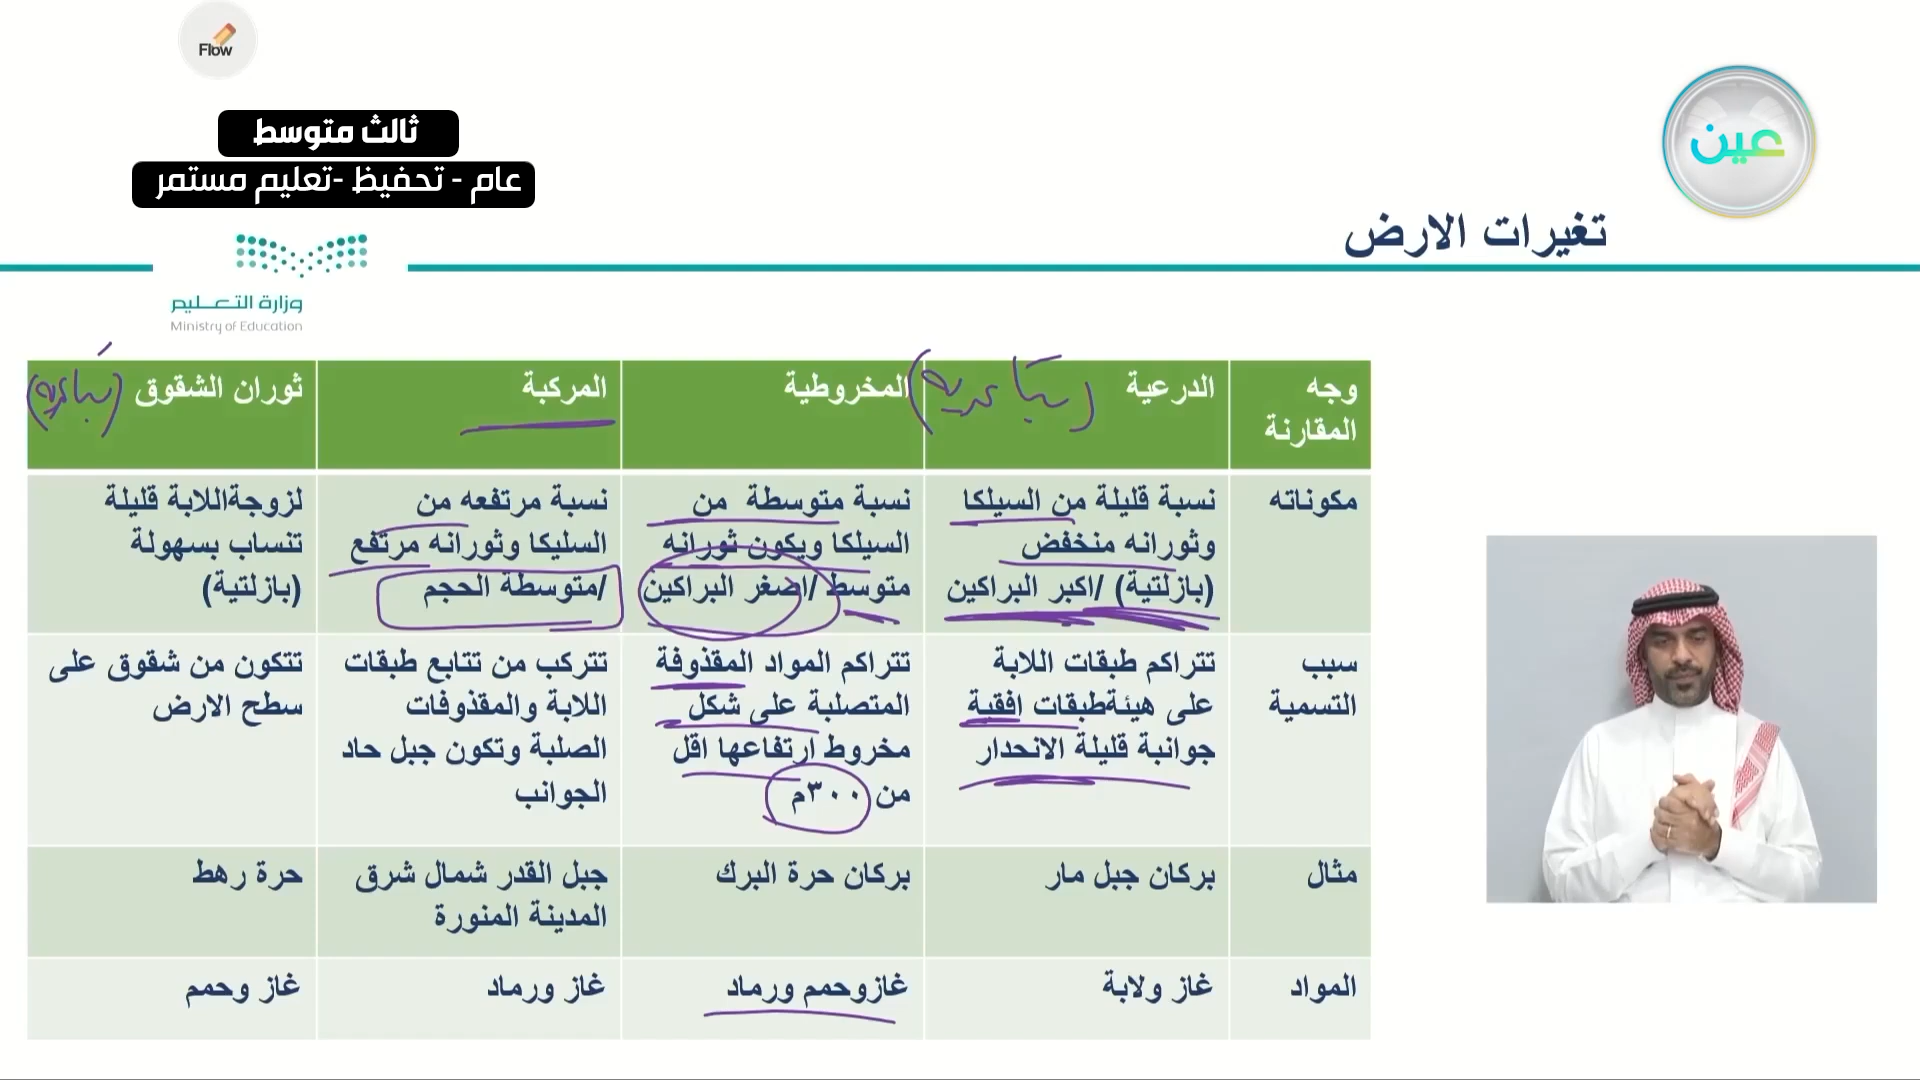 Flow
ثالث متوسط
عام - تحفيظ -تعليم مستمر
عين
تغيرات الارض
وزارة التعـــليم
Ministry of Education
وجه
المقارنة
الدرعية
(تباعدية)
المخروطية
المركبة
ثوران الشقوق
(تباعدية)
مكوناته
نسبة قليلة من السيلكا
وثورانه منخفض
(بازلتية) /اكبر البراكين
نسبة متوسطة من
السيلكا ويكون ثورانه
متوسط /اصغر البراكين
نسبة مرتفعه من
السليكا وثورانه مرتفع
/متوسطة الحجم
لزوجةاللابة قليلة
تنساب بسهولة
(بازلتية)
سبب
التسمية
تتراكم طبقات اللابة
على هيئةطبقات افقية
جوانبة قليلة الانحدار
تتراكم المواد المقذوفة
المتصلبة على شكل
مخروط ارتفاعها اقل
من ٣٠٠م
تتركب من تتابع طبقات
اللابة والمقذوفات
الصلبة وتكون جبل حاد
الجوانب
تتكون من شقوق على
سطح الارض
مثال
بركان جبل مار
بركان حرة البرك
جبل القدر شمال شرق
المدينة المنورة
حرة رهط
المواد
غاز ولابة
غازوحمم ورماد
غاز ورماد
غاز وحمم